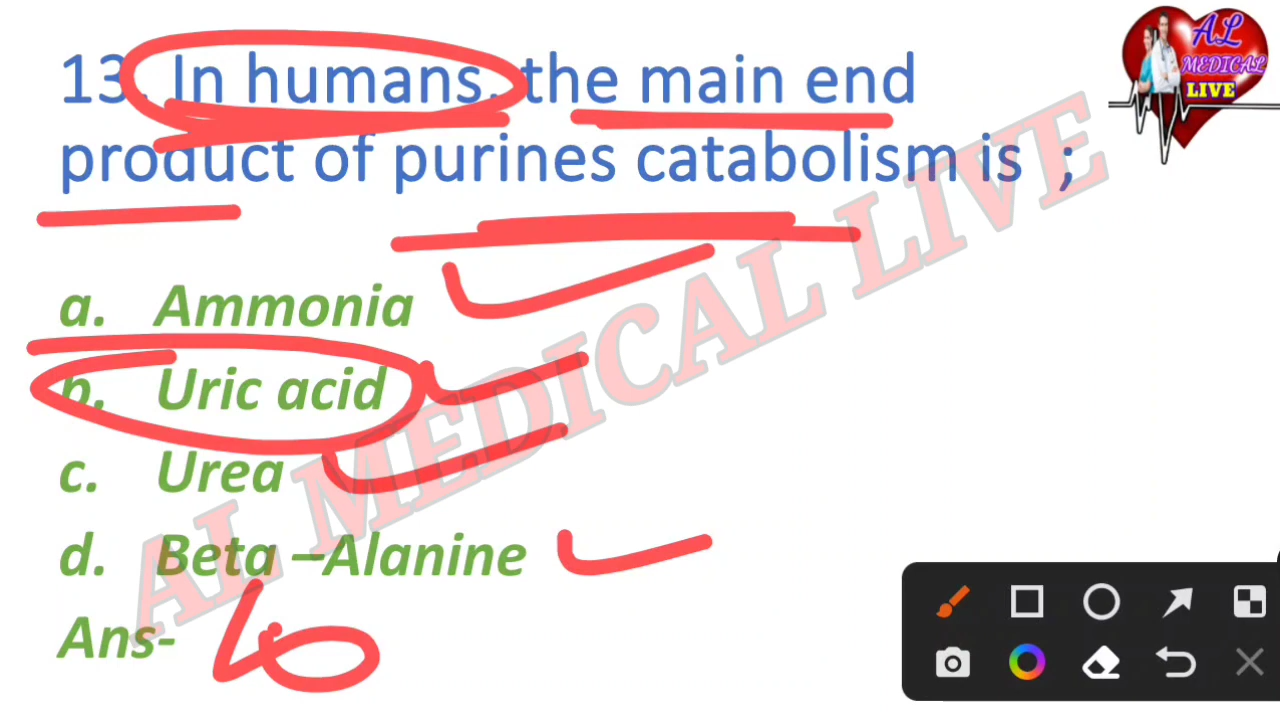 13. In humans, the main end
product of purines catabolism is ;
a. Ammonia
b. Uric acid
c. Urea
d. Beta –Alanine
Ans- b
AL MEDICAL LIVE
AL
MEDICAL
LIVE